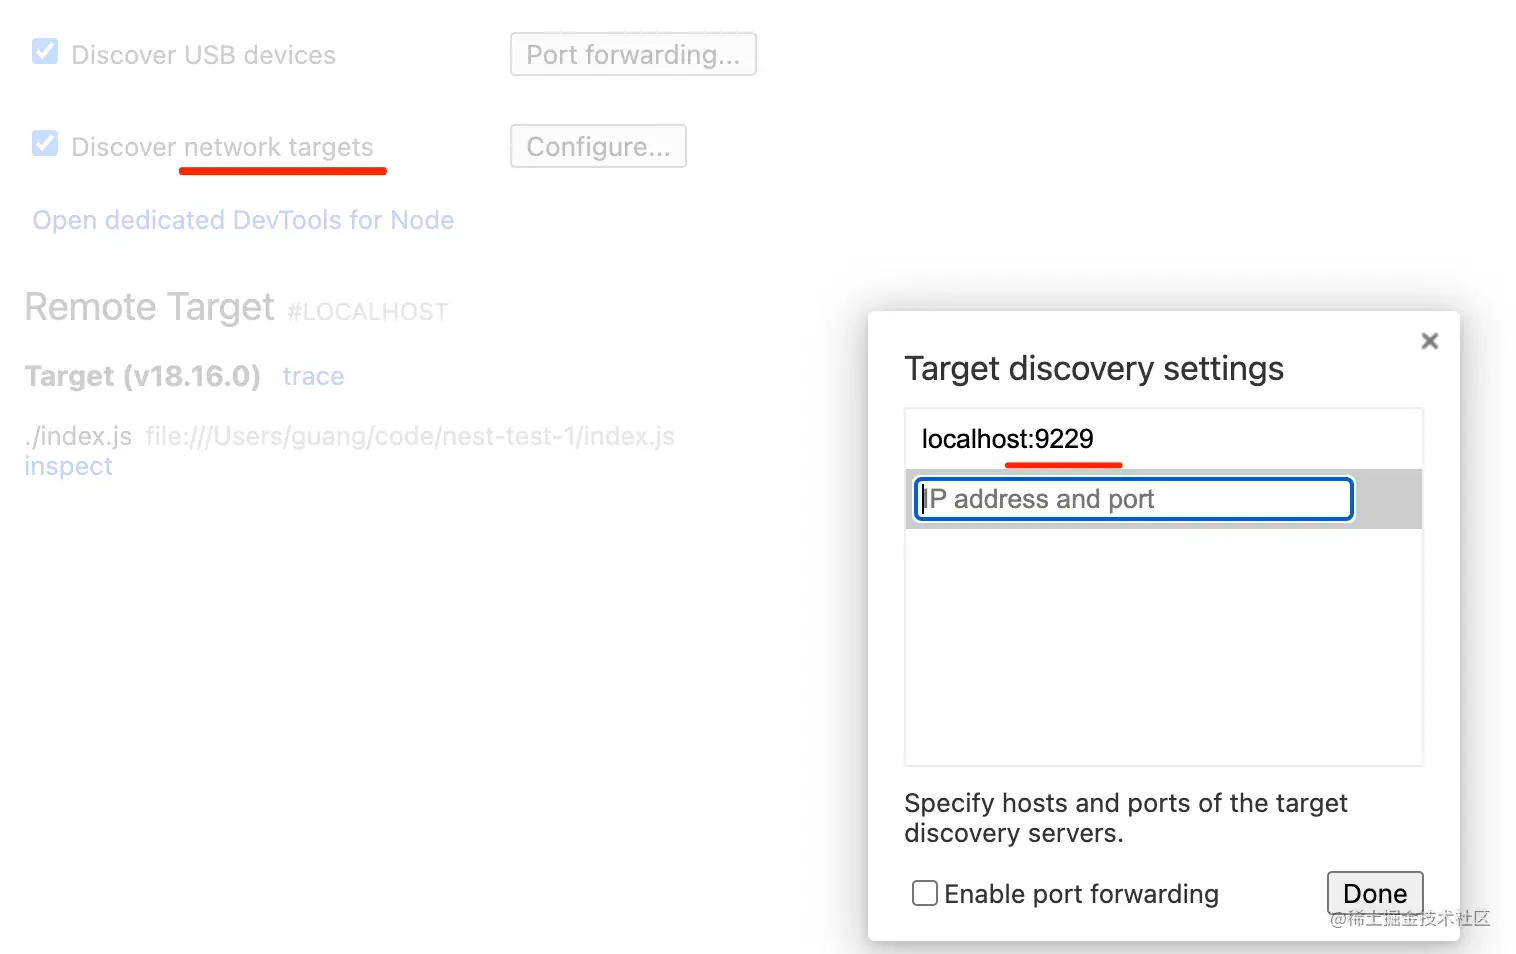 Discover USB devices
Port forwarding...
Discover network targets
Configure...
Open dedicated DevTools for Node
Remote Target #LOCALHOST
Target (v18.16.0) trace
./index.js file:///Users/guang/code/nest-test-1/index.js
inspect
Target discovery settings
localhost:9229
IP address and port
Specify hosts and ports of the target
discovery servers.
Enable port forwarding
Done
@稀土掘金技术社区